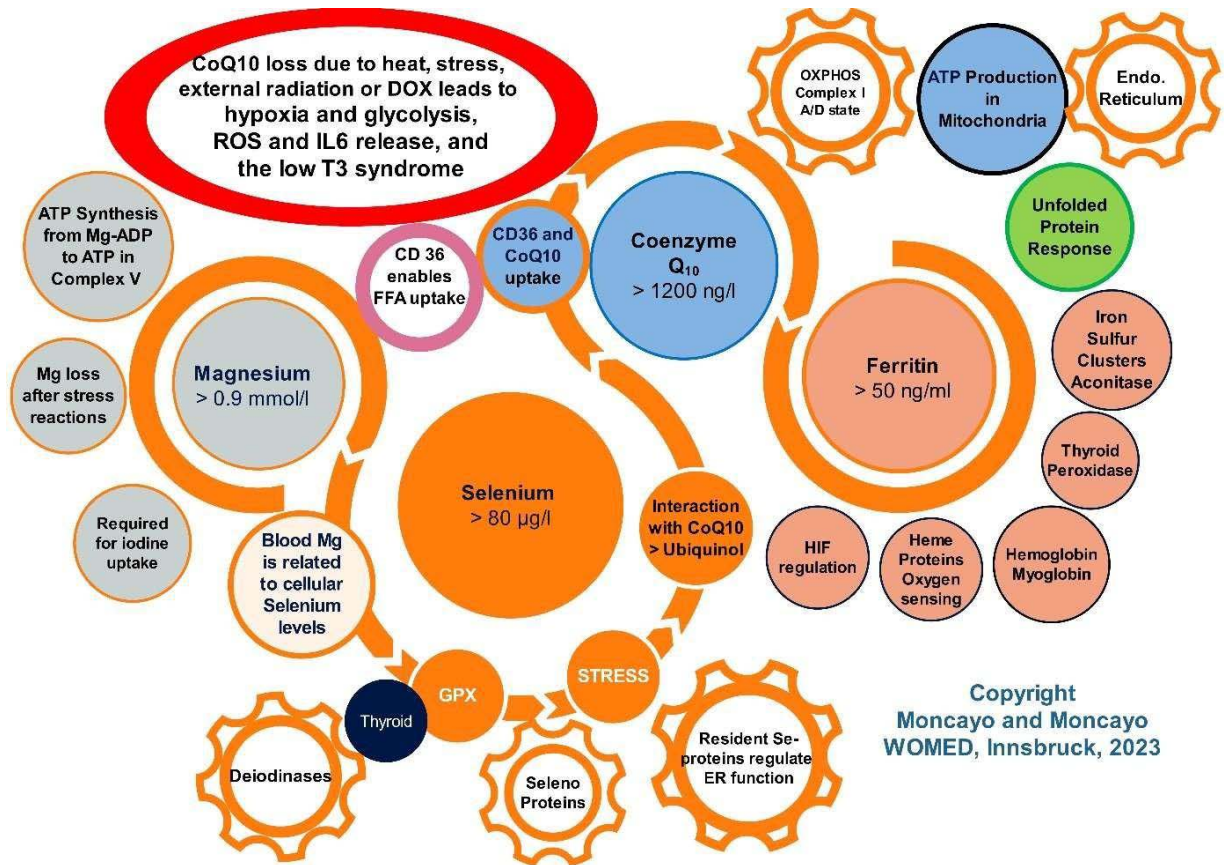 CoQ10 loss due to heat, stress,
external radiation or DOX leads to
hypoxia and glycolysis,
ROS and IL6 release, and
the low T3 syndrome
OXPHOS
Complex I
A/D state
ATP Production
in
Mitochondria
Endo.
Reticulum
Unfolded
Protein
Response
ATP Synthesis
from Mg-ADP
to ATP in
Complex V
CD 36
enables
FFA uptake
CD36 and
CoQ10
uptake
Coenzyme
Q10
> 1200 ng/l
Iron
Sulfur
Clusters
Aconitase
Mg loss
after stress
reactions
Magnesium
> 0.9 mmol/l
Ferritin
> 50 ng/ml
Thyroid
Peroxidase
Required
for iodine
uptake
Blood Mg
is related
to cellular
Selenium
levels
Selenium
> 80 µg/l
Interaction
with CoQ10
> Ubiquinol
HIF
regulation
Heme
Proteins
Oxygen
sensing
Hemoglobin
Myoglobin
GPX
STRESS
Thyroid
Deiodinases
Seleno
Proteins
Resident Se-
proteins regulate
ER function
Copyright
Moncayo and Moncayo
WOMED, Innsbruck, 2023